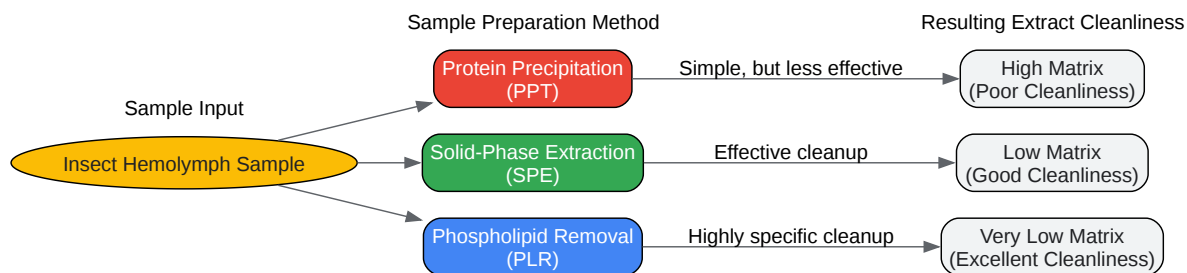 Sample Preparation Method
Resulting Extract Cleanliness
Protein Precipitation
(PPT)
Simple, but less effective
High Matrix
(Poor Cleanliness)
Sample Input
Insect Hemolymph Sample
Solid-Phase Extraction
(SPE)
Effective cleanup
Low Matrix
(Good Cleanliness)
Phospholipid Removal
(PLR)
Highly specific cleanup
Very Low Matrix
(Excellent Cleanliness)